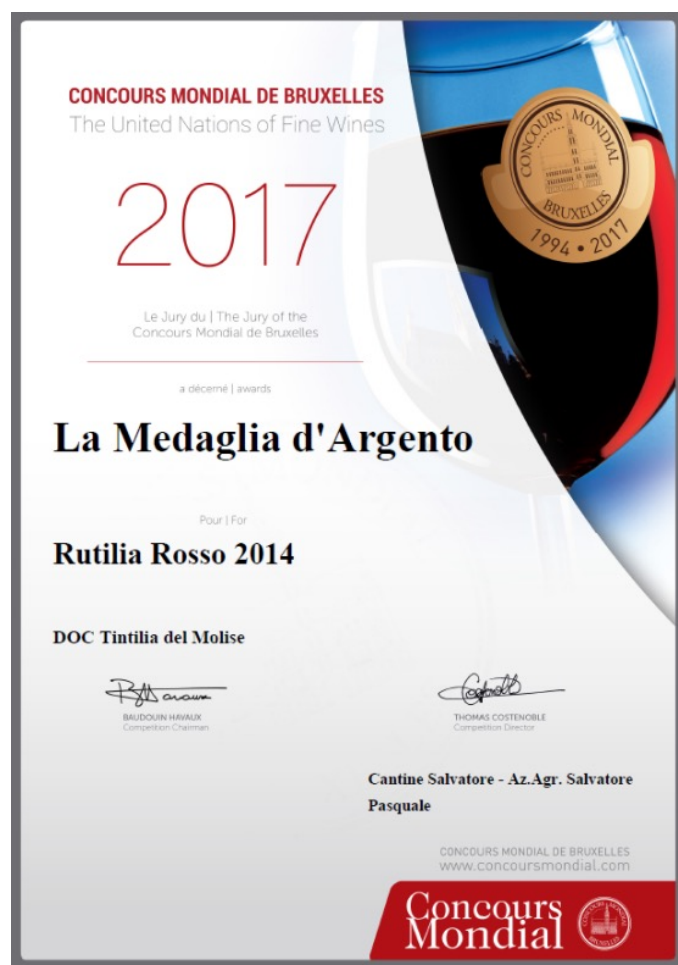 CONCOURS MONDIAL DE BRUXELLES
The United Nations of Fine Wines
CONCOURS MONDIAL
BRUXELLES
1994 • 2017
2017
Le Jury du | The Jury of the
Concours Mondial de Bruxelles
a décerné | awards
La Medaglia d'Argento
Pour | For
Rutilia Rosso 2014
DOC Tintilia del Molise
BAUDOUIN HAVAUX
Competition Chairman
THOMAS COSTENOBLE
Competition Director
Cantine Salvatore - Az.Agr. Salvatore
Pasquale
CONCOURS MONDIAL DE BRUXELLES
www.concoursmondial.com
Concours
Mondial